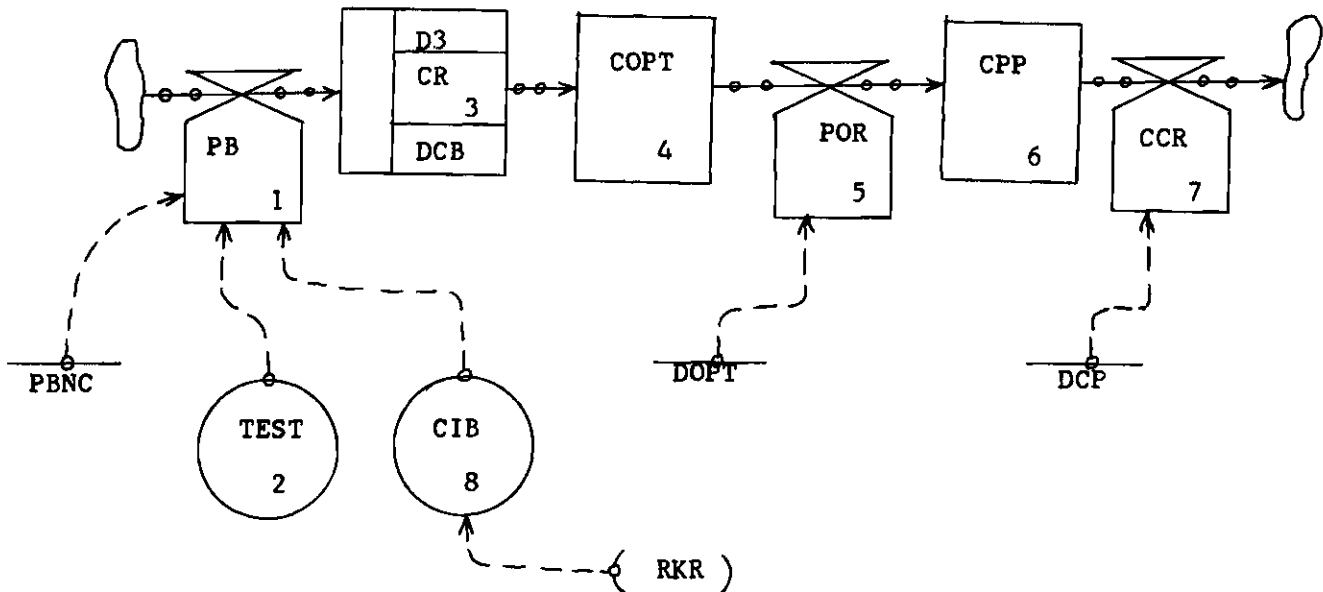 D3
CR
3
DCB
COPT
4
CPP
6
PB
1
POR
5
CCR
7
PBNC
DOPT
DCP
TEST
2
CIB
8
( RKR )